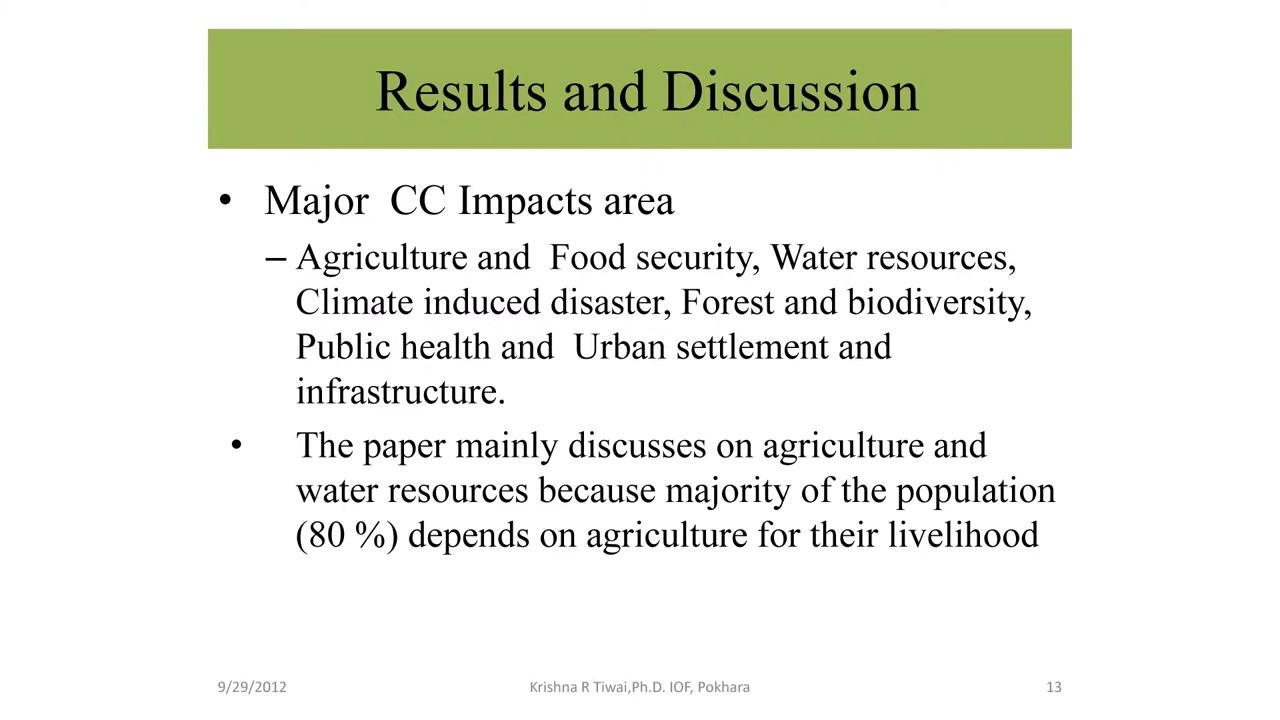 Results and Discussion
• Major CC Impacts area
– Agriculture and Food security, Water resources,
Climate induced disaster, Forest and biodiversity,
Public health and Urban settlement and
infrastructure.
• The paper mainly discusses on agriculture and
water resources because majority of the population
(80 %) depends on agriculture for their livelihood
9/29/2012 Krishna R Tiwai,Ph.D. IOF, Pokhara 13